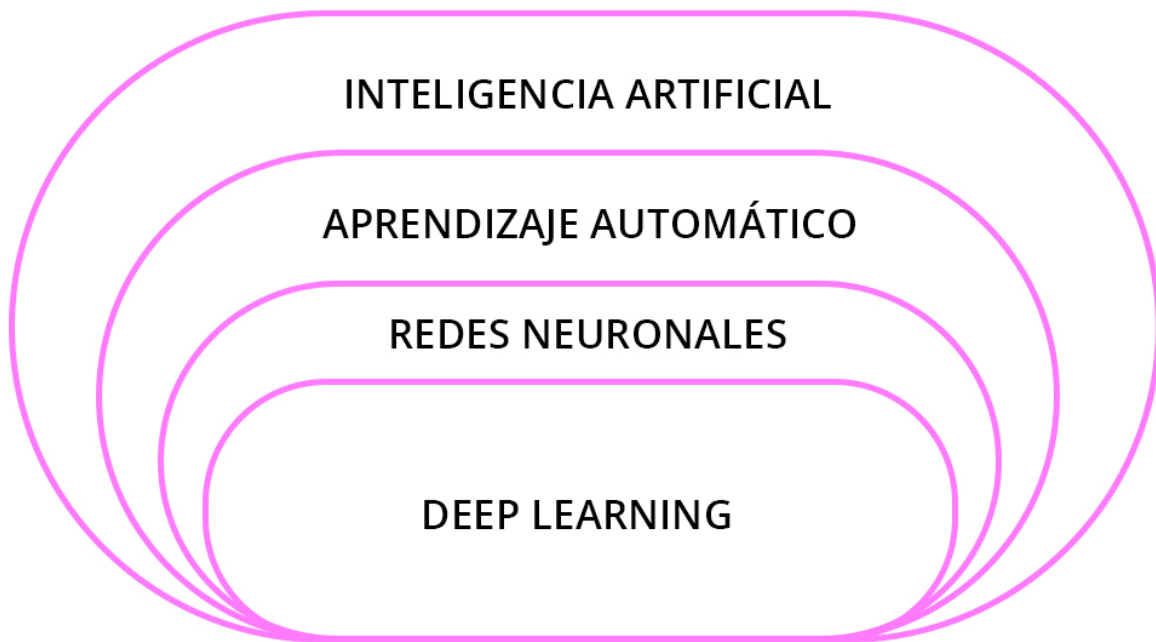 INTELIGENCIA ARTIFICIAL
APRENDIZAJE AUTOMÁTICO
REDES NEURONALES
DEEP LEARNING